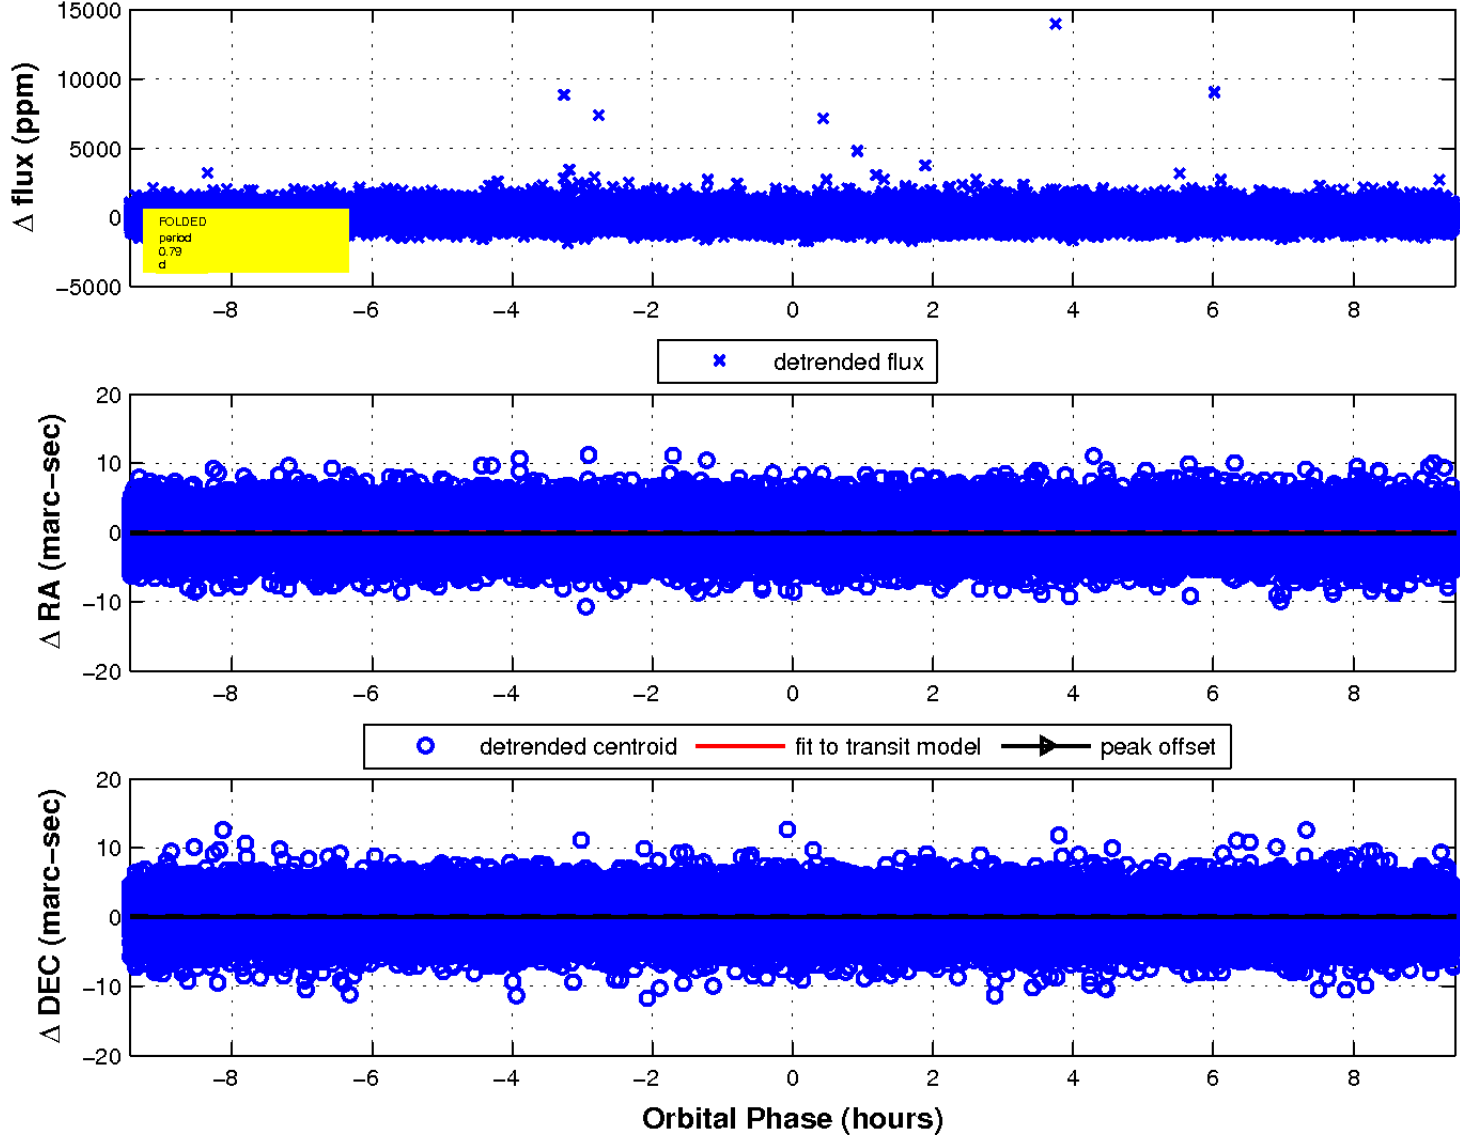 15000
10000
5000
0
−5000
Δ flux (ppm)
FOLDED
period
0.79
d
−8 −6 −4 −2 0 2 4 6 8
detrended flux
20
10
0
−10
−20
Δ RA (marc−sec)
−8 −6 −4 −2 0 2 4 6 8
detrended centroid fit to transit model peak offset
20
10
0
−10
−20
Δ DEC (marc−sec)
−8 −6 −4 −2 0 2 4 6 8
Orbital Phase (hours)